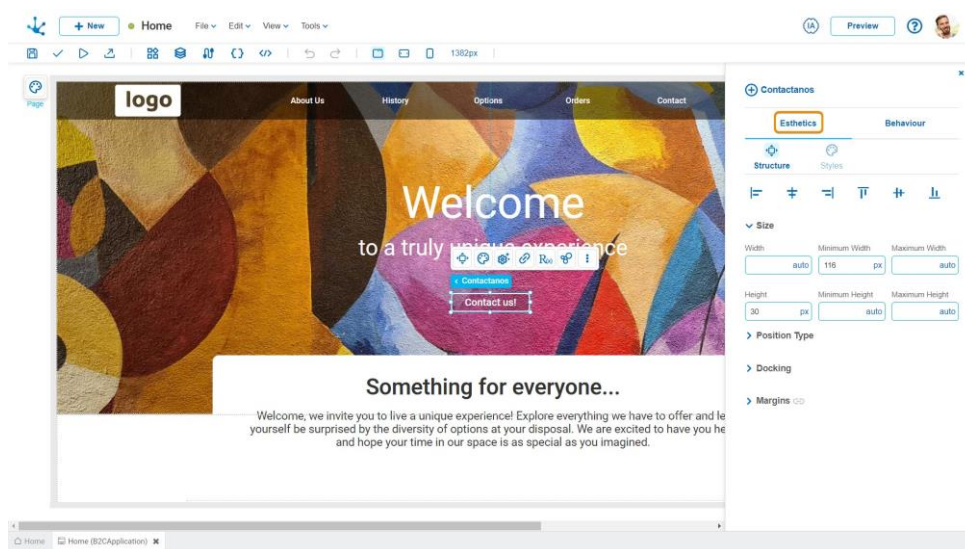 + New
Home
File
Edit
View
Tools
IA
Preview
?
1382px
Page
logo
About Us
History
Options
Orders
Contact
Welcome
to a truly unique experience
Contactanos
Contact us!
Something for everyone...
Welcome, we invite you to live a unique experience! Explore everything we have to offer and le
yourself be surprised by the diversity of options at your disposal. We are excited to have you he
and hope your time in our space is as special as you imagined.
Contactanos
Esthetics
Behaviour
Structure
Styles
Size
Width
Minimum Width
Maximum Width
auto
116 px
auto
Height
Minimum Height
Maximum Height
30 px
auto
auto
Position Type
Docking
Margins
Home
Home (B2CApplication)